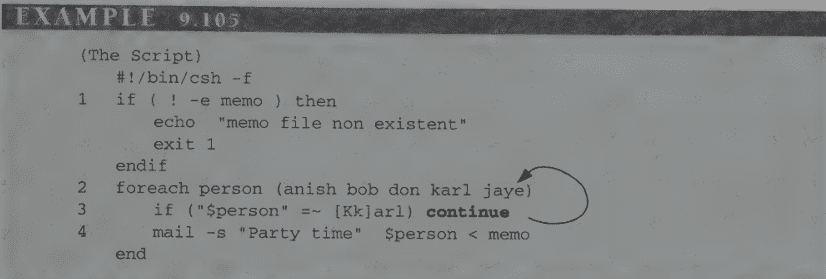 EXAMPLE 9.105
(The Script)
#!/bin/csh -f
1 if ( ! -e memo ) then
echo "memo file non existent"
exit 1
endif
2 foreach person (anish bob don karl jaye)
3 if ("$person" =~ [Kk]arl) continue
4 mail -s "Party time" $person < memo
end